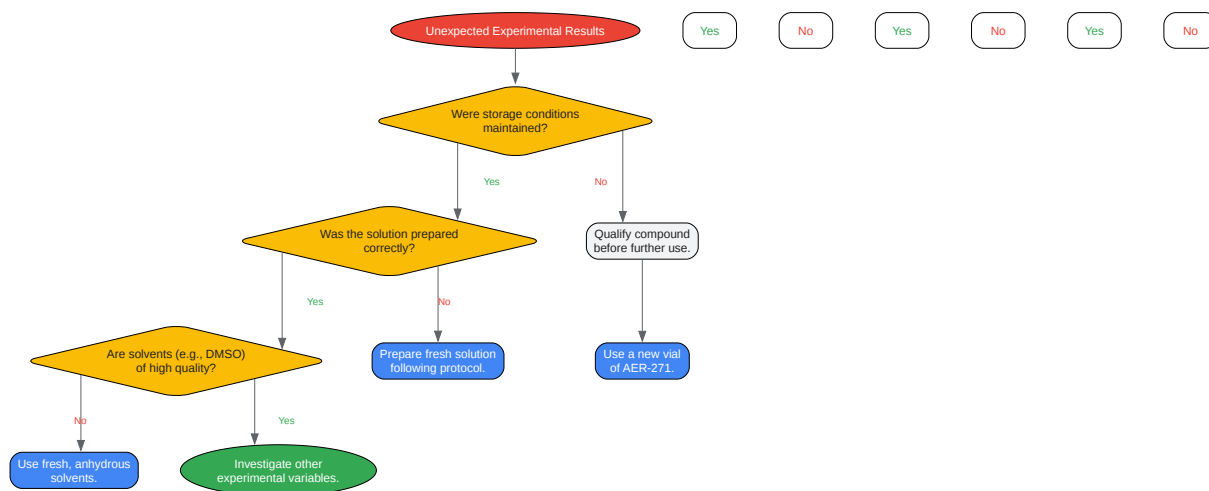 Unexpected Experimental Results
Yes
No
Yes
No
Yes
No
Were storage conditions
maintained?
Yes
No
Was the solution prepared
correctly?
Qualify compound
before further use.
Yes
No
Are solvents (e.g., DMSO)
of high quality?
Prepare fresh solution
following protocol.
Use a new vial
of AER-271.
No
Yes
Use fresh, anhydrous
solvents.
Investigate other
experimental variables.